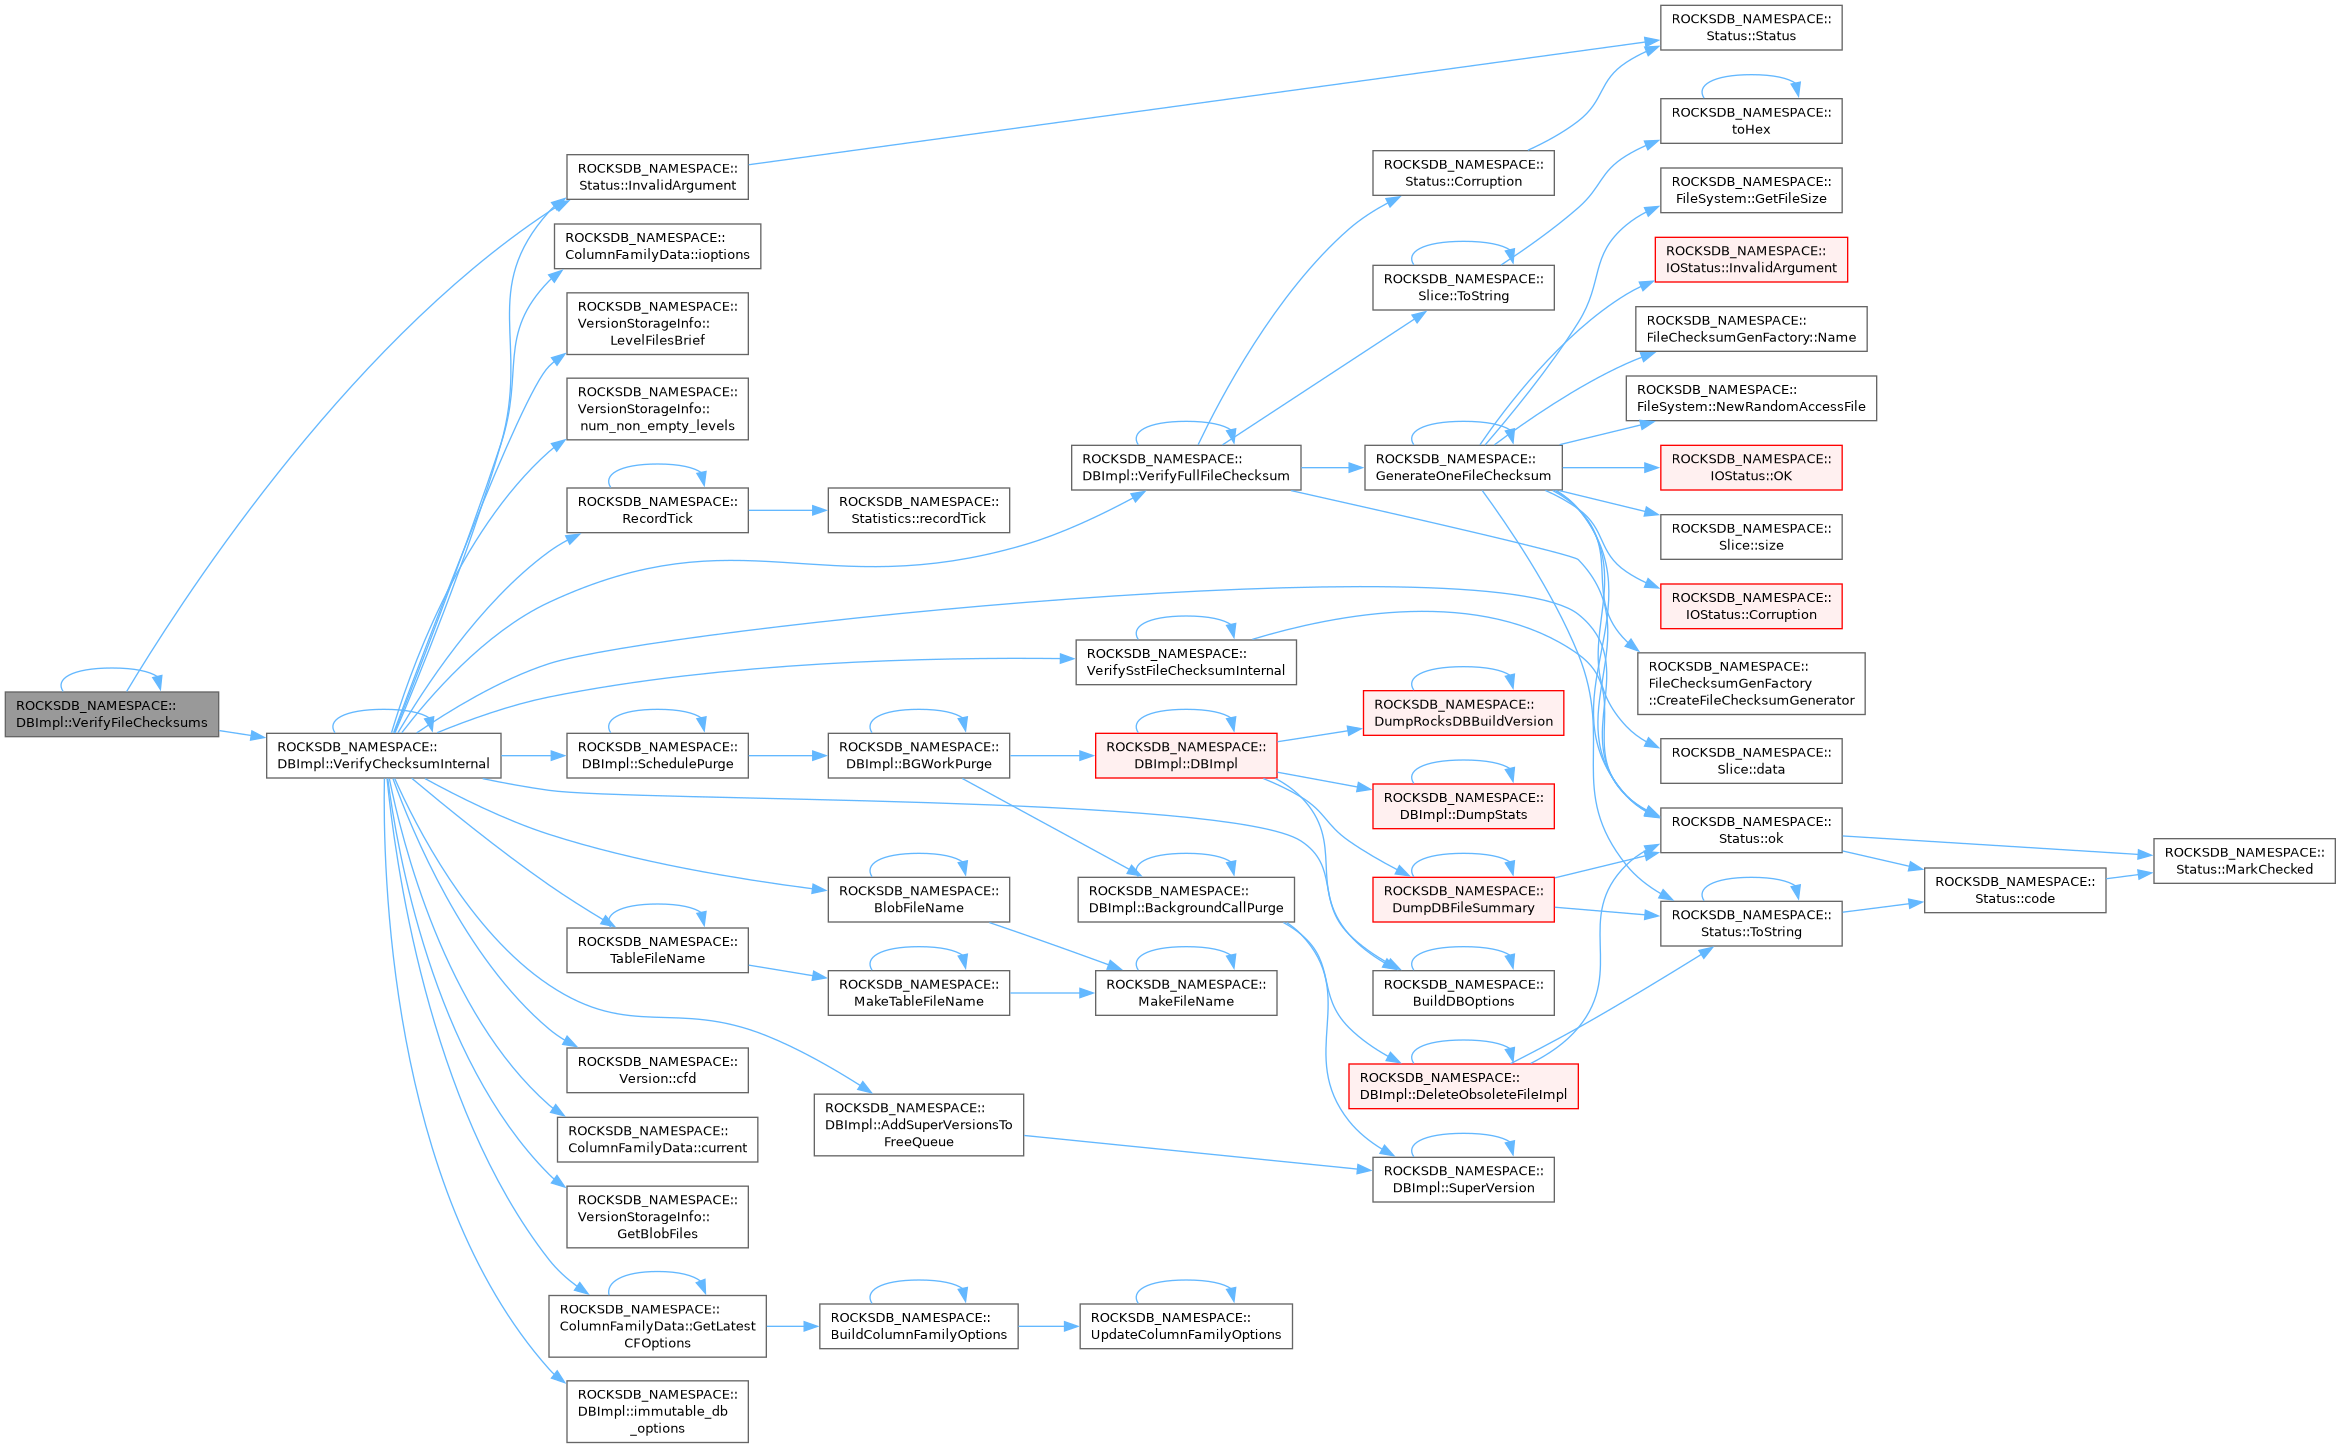 ROCKSDB_NAMESPACE::
DBImpl::VerifyFileChecksums
ROCKSDB_NAMESPACE::
DBImpl::VerifyChecksumInternal
ROCKSDB_NAMESPACE::
Status::InvalidArgument
ROCKSDB_NAMESPACE::
ColumnFamilyData::ioptions
ROCKSDB_NAMESPACE::
VersionStorageInfo::
LevelFilesBrief
ROCKSDB_NAMESPACE::
VersionStorageInfo::
num_non_empty_levels
ROCKSDB_NAMESPACE::
RecordTick
ROCKSDB_NAMESPACE::
DBImpl::SchedulePurge
ROCKSDB_NAMESPACE::
TableFileName
ROCKSDB_NAMESPACE::
Version::cfd
ROCKSDB_NAMESPACE::
ColumnFamilyData::current
ROCKSDB_NAMESPACE::
VersionStorageInfo::
GetBlobFiles
ROCKSDB_NAMESPACE::
ColumnFamilyData::GetLatest
CFOptions
ROCKSDB_NAMESPACE::
DBImpl::immutable_db
_options
ROCKSDB_NAMESPACE::
Statistics::recordTick
ROCKSDB_NAMESPACE::
DBImpl::BGWorkPurge
ROCKSDB_NAMESPACE::
BlobFileName
ROCKSDB_NAMESPACE::
MakeTableFileName
ROCKSDB_NAMESPACE::
DBImpl::AddSuperVersionsTo
FreeQueue
ROCKSDB_NAMESPACE::
BuildColumnFamilyOptions
ROCKSDB_NAMESPACE::
DBImpl::VerifyFullFileChecksum
ROCKSDB_NAMESPACE::
VerifySstFileChecksumInternal
ROCKSDB_NAMESPACE::
DBImpl::DBImpl
ROCKSDB_NAMESPACE::
DBImpl::BackgroundCallPurge
ROCKSDB_NAMESPACE::
MakeFileName
ROCKSDB_NAMESPACE::
UpdateColumnFamilyOptions
ROCKSDB_NAMESPACE::
Status::Corruption
ROCKSDB_NAMESPACE::
Slice::ToString
ROCKSDB_NAMESPACE::
GenerateOneFileChecksum
ROCKSDB_NAMESPACE::
DumpRocksDBBuildVersion
ROCKSDB_NAMESPACE::
DBImpl::DumpStats
ROCKSDB_NAMESPACE::
DumpDBFileSummary
ROCKSDB_NAMESPACE::
BuildDBOptions
ROCKSDB_NAMESPACE::
DBImpl::DeleteObsoleteFileImpl
ROCKSDB_NAMESPACE::
DBImpl::SuperVersion
ROCKSDB_NAMESPACE::
Status::Status
ROCKSDB_NAMESPACE::
toHex
ROCKSDB_NAMESPACE::
FileSystem::GetFileSize
ROCKSDB_NAMESPACE::
IOStatus::InvalidArgument
ROCKSDB_NAMESPACE::
FileChecksumGenFactory::Name
ROCKSDB_NAMESPACE::
FileSystem::NewRandomAccessFile
ROCKSDB_NAMESPACE::
IOStatus::OK
ROCKSDB_NAMESPACE::
Slice::size
ROCKSDB_NAMESPACE::
IOStatus::Corruption
ROCKSDB_NAMESPACE::
FileChecksumGenFactory
::CreateFileChecksumGenerator
ROCKSDB_NAMESPACE::
Slice::data
ROCKSDB_NAMESPACE::
Status::ok
ROCKSDB_NAMESPACE::
Status::ToString
ROCKSDB_NAMESPACE::
Status::code
ROCKSDB_NAMESPACE::
Status::MarkChecked